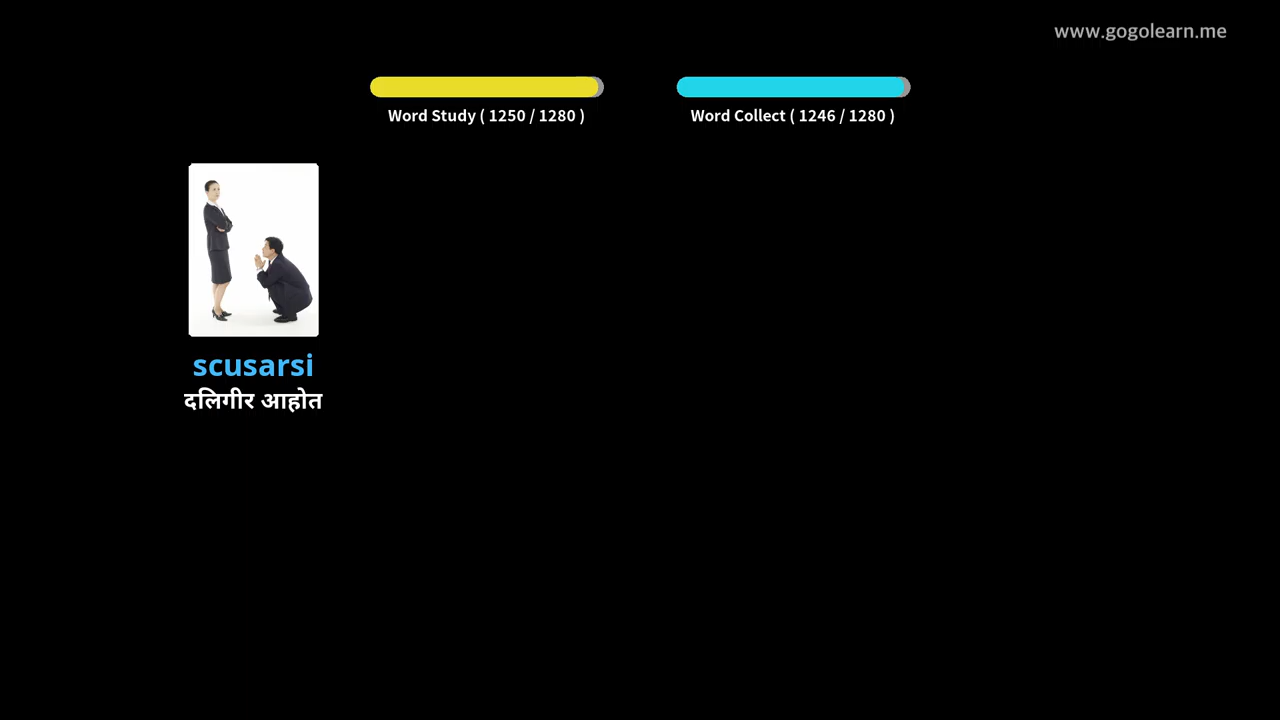 www.gogolearn.me
Word Study ( 1250 / 1280 )
Word Collect ( 1246 / 1280 )
scusarsi
दलिगीर आहोत